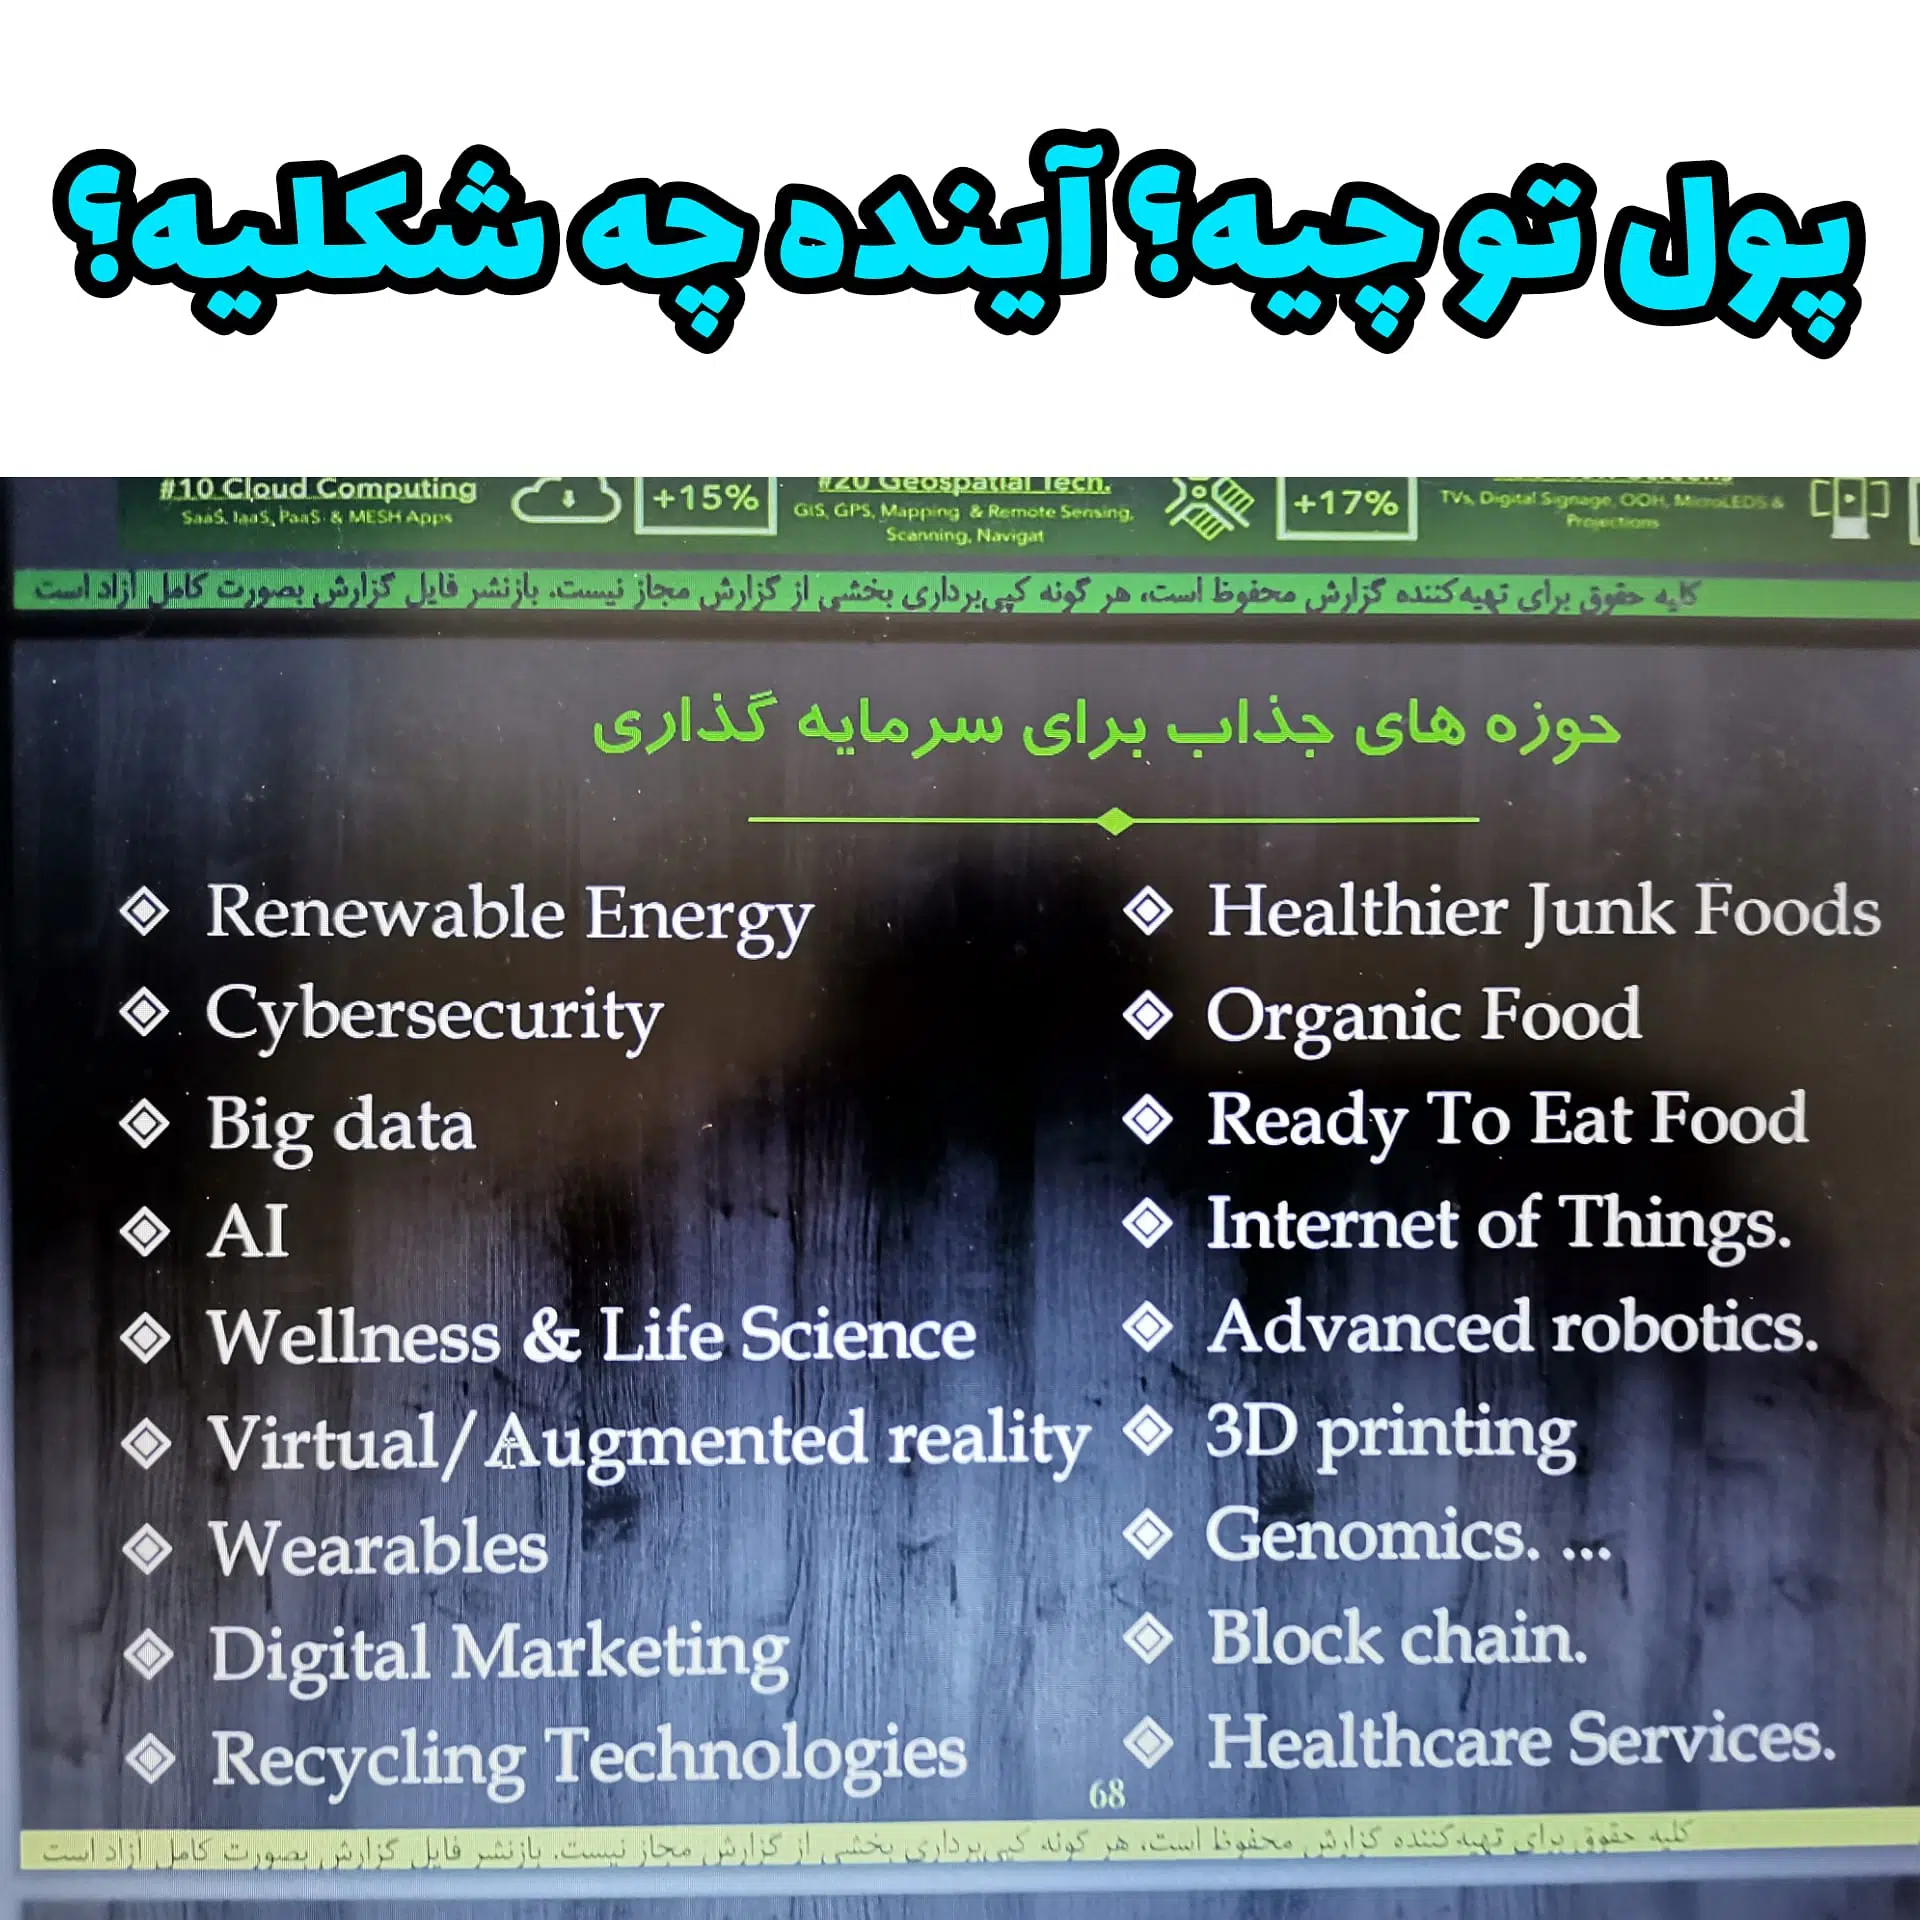 پول تو چیه؟ آینده چه شکلیه؟
#10 Cloud Computing
SaaS, IaaS, PaaS & MESH Apps
+15%
#20 Geospatial Tech.
GIS, GPS, Mapping & Remote Sensing,
Scanning, Navigat
+17%
TVs, Digital Signage, OOH, MicroLEDS &
Projections
کلیه حقوق برای تهیه‌کننده گزارش محفوظ است، هر گونه کپی‌برداری بخشی از گزارش مجاز نیست. بازنشر فایل گزارش بصورت کامل آزاد است
حوزه های جذاب برای سرمایه گذاری
Renewable Energy
Cybersecurity
Big data
AI
Wellness & Life Science
Virtual/Augmented reality
Wearables
Digital Marketing
Recycling Technologies
Healthier Junk Foods
Organic Food
Ready To Eat Food
Internet of Things.
Advanced robotics.
3D printing
Genomics. ...
Block chain.
Healthcare Services.
68
کلیه حقوق برای تهیه‌کننده گزارش محفوظ است، هر گونه کپی‌برداری بخشی از گزارش مجاز نیست. بازنشر فایل گزارش بصورت کامل آزاد است